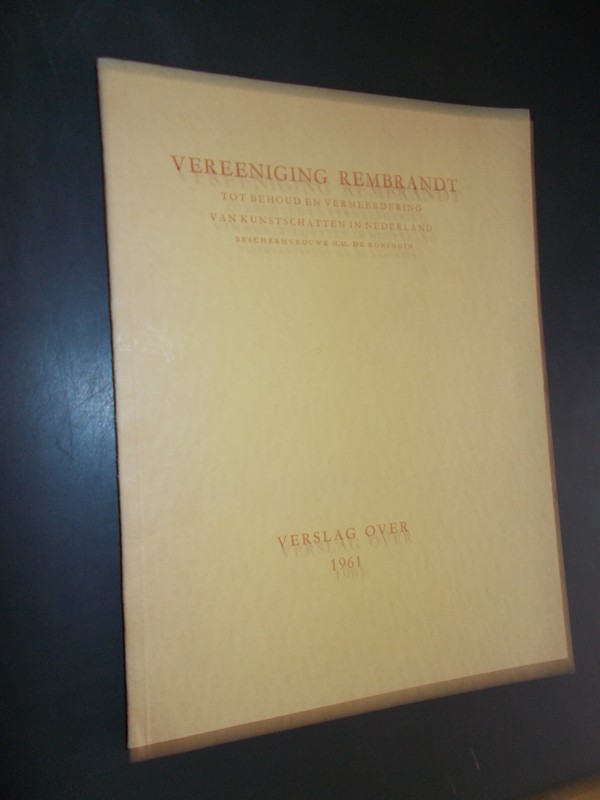 VEREENIGING REMBRANDT
TOT BEHOUD EN VERMEERDERING
VAN KUNSTSCHATTEN IN NEDERLAND
BESCHERMVROUWE H.M. DE KONINGIN
VERSLAG OVER
1961